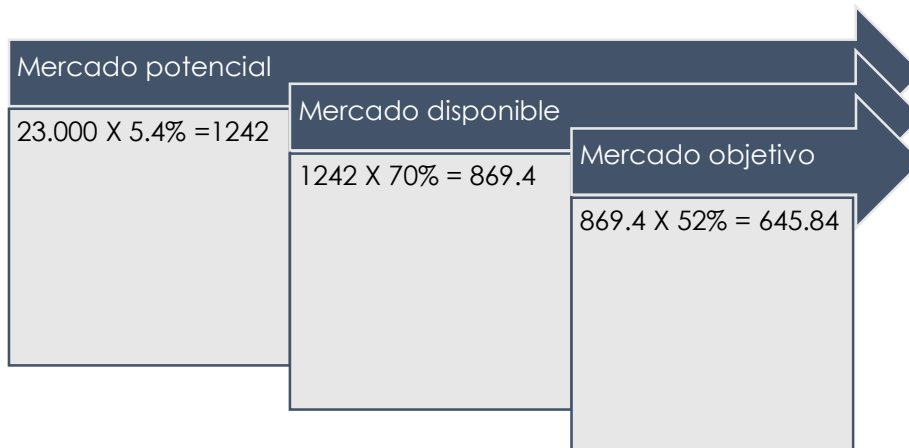 Mercado potencial
23.000 X 5.4% =1242
Mercado disponible
1242 X 70% = 869.4
Mercado objetivo
869.4 X 52% = 645.84